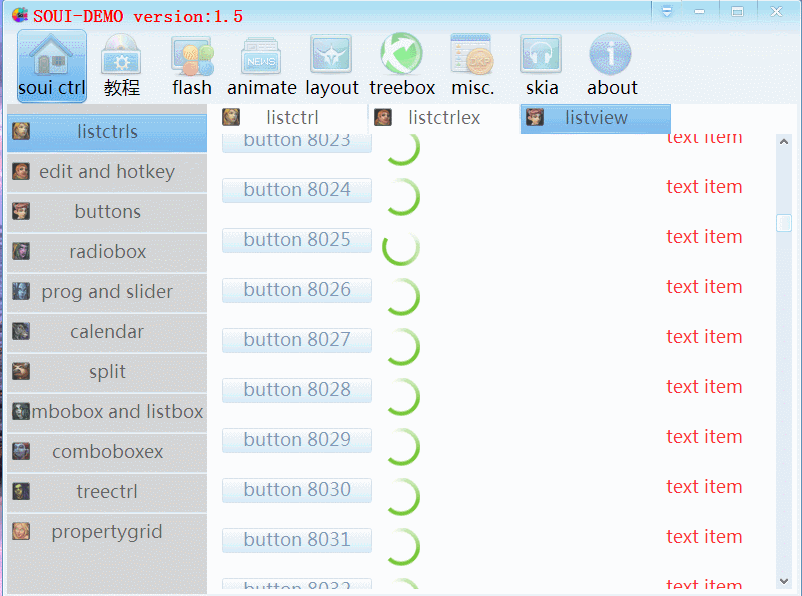 SOUI-DEMO version:1.5
soui ctrl 教程 flash animate layout treebox misc. skia about
NEWS
listctrls
edit and hotkey
buttons
radiobox
prog and slider
calendar
split
mbobox and listbox
comboboxex
treectrl
propertygrid
listctrl listctrlex listview
button 8023 text item
button 8024 text item
button 8025 text item
button 8026 text item
button 8027 text item
button 8028 text item
button 8029 text item
button 8030 text item
button 8031 text item
button 8032 text item